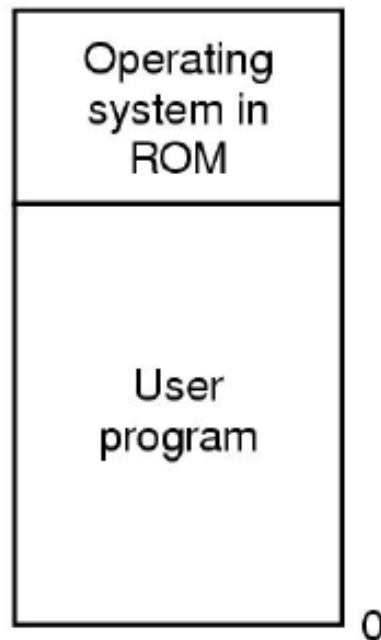 Operating
system in
ROM
User
program
0